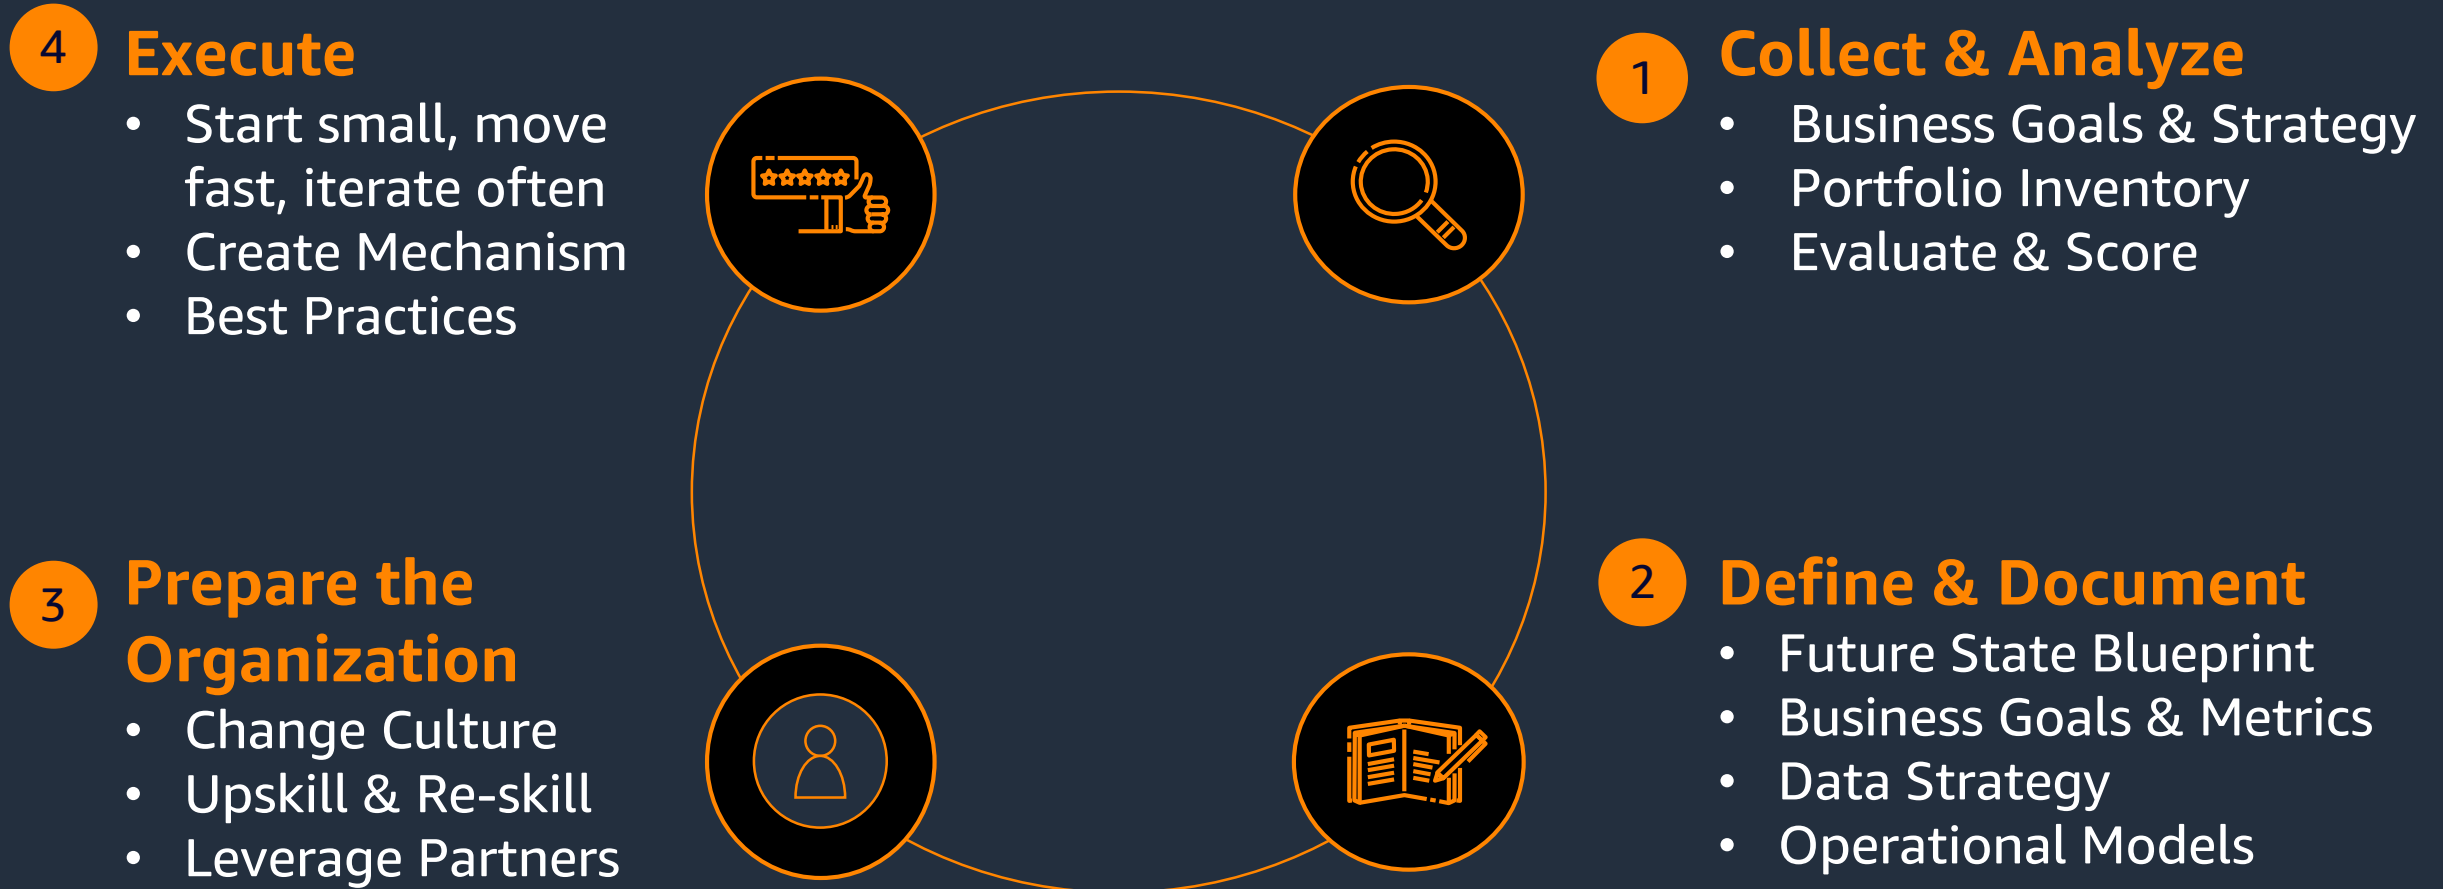 1
Collect & Analyze
• Business Goals & Strategy
• Portfolio Inventory
• Evaluate & Score
2
Define & Document
• Future State Blueprint
• Business Goals & Metrics
• Data Strategy
• Operational Models
3
Prepare the
Organization
• Change Culture
• Upskill & Re-skill
• Leverage Partners
4
Execute
• Start small, move
fast, iterate often
• Create Mechanism
• Best Practices